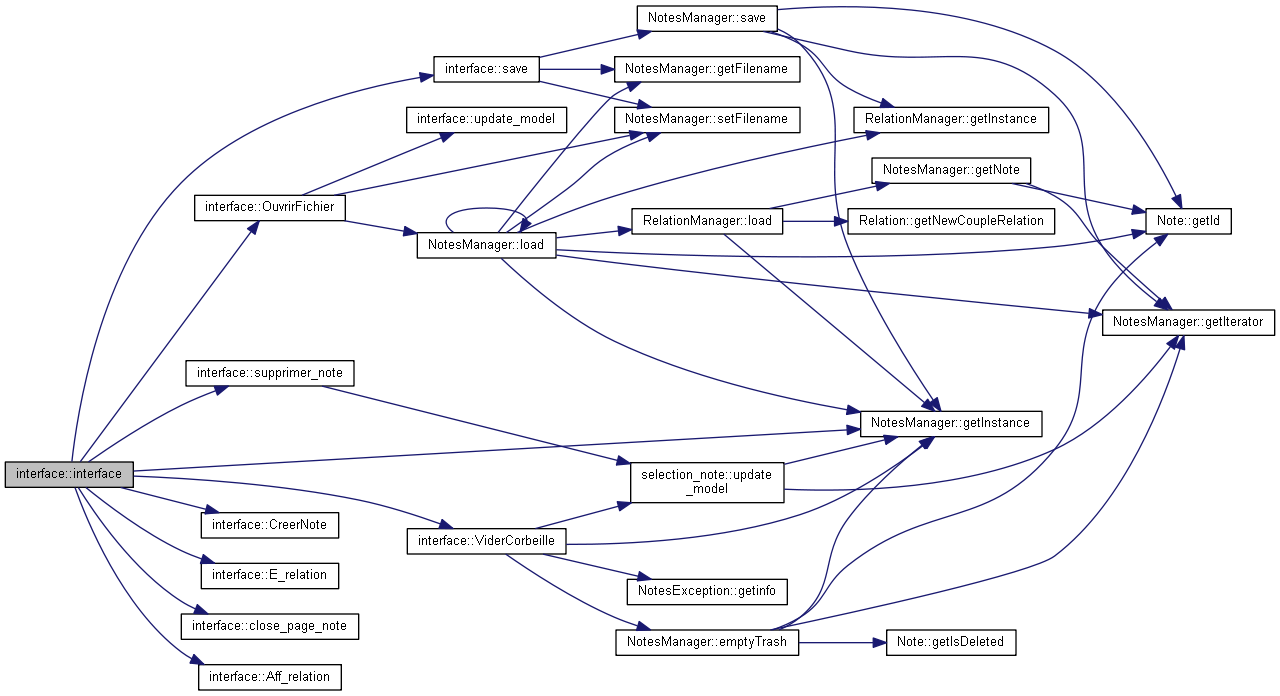 NotesManager::save
interface::save
NotesManager::getFilename
interface::update_model
NotesManager::setFilename
RelationManager::getInstance
NotesManager::getNote
interface::OuvrirFichier
RelationManager::load
Relation::getNewCoupleRelation
Note::getId
NotesManager::load
NotesManager::getIterator
interface::supprimer_note
NotesManager::getInstance
interface::interface
selection_note::update
_model
interface::CreerNote
interface::ViderCorbeille
interface::E_relation
NotesException::getinfo
interface::close_page_note
NotesManager::emptyTrash
Note::getIsDeleted
interface::Aff_relation